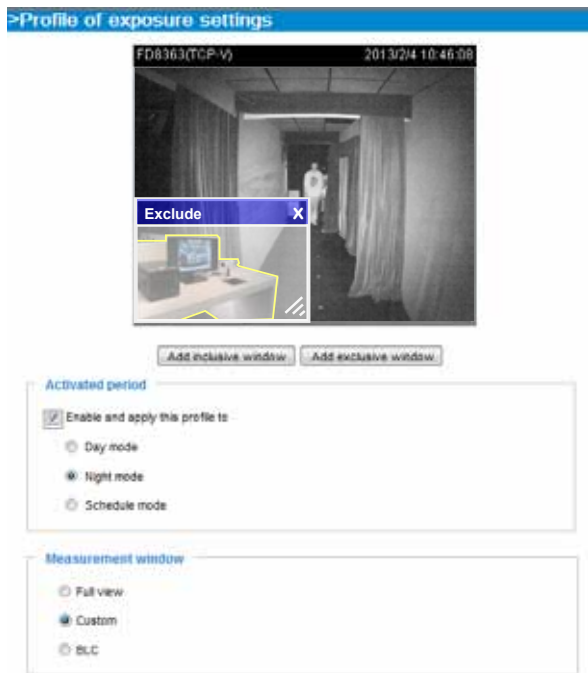 >Profile of exposure settings
FD8363(TCP-V) 2013/2/4 10:46:08
Exclude X
Add inclusive window Add exclusive window
Activated period
Enable and apply this profile to
Day mode
Night mode
Schedule mode
Measurement window
Full view
Custom
BLC